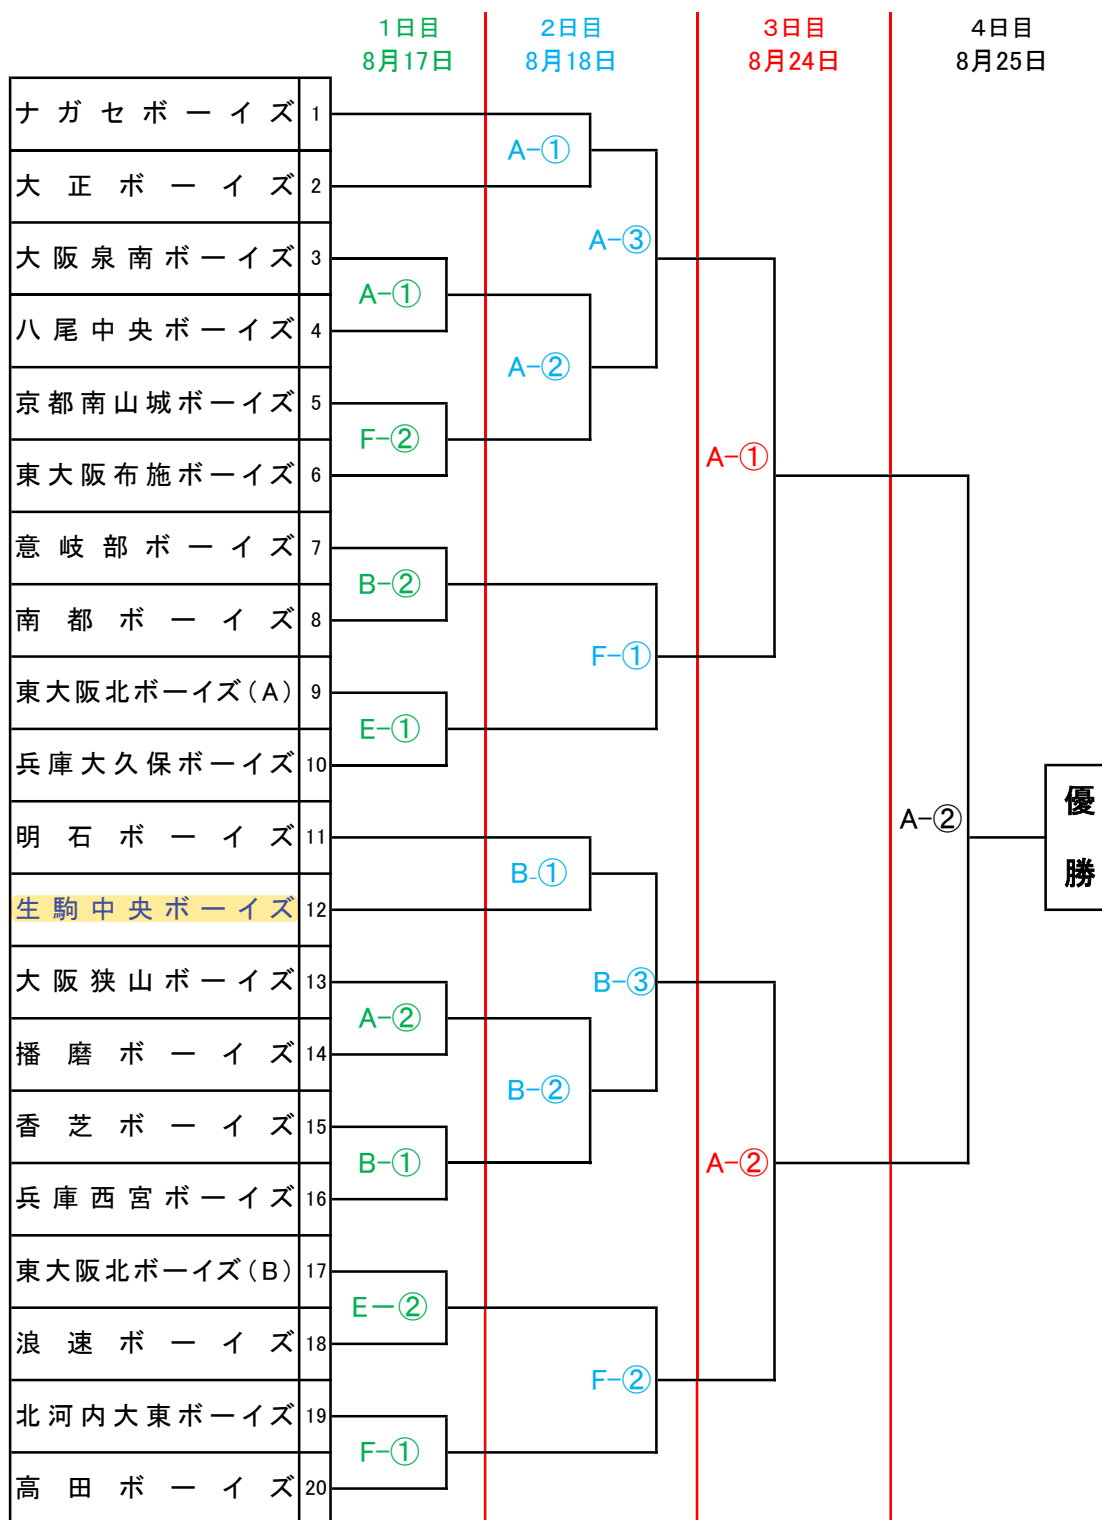 1日目 2日目 3日目 4日目
8月17日 8月18日 8月24日 8月25日
ナガセボーイズ 1
A-①
大正ボーイズ 2
A-③
大阪泉南ボーイズ 3
A-①
八尾中央ボーイズ 4
A-②
京都南山城ボーイズ 5
F-②
A-①
東大阪布施ボーイズ 6
意岐部ボーイズ 7
B-②
南都ボーイズ 8
F-①
東大阪北ボーイズ(A) 9
E-①
兵庫大久保ボーイズ 10
優勝
A-②
明石ボーイズ 11
B-①
生駒中央ボーイズ 12
大阪狭山ボーイズ 13
B-③
A-②
播磨ボーイズ 14
B-②
香芝ボーイズ 15
B-①
A-②
兵庫西宮ボーイズ 16
東大阪北ボーイズ(B) 17
E-②
浪速ボーイズ 18
F-②
北河内大東ボーイズ 19
F-①
高田ボーイズ 20